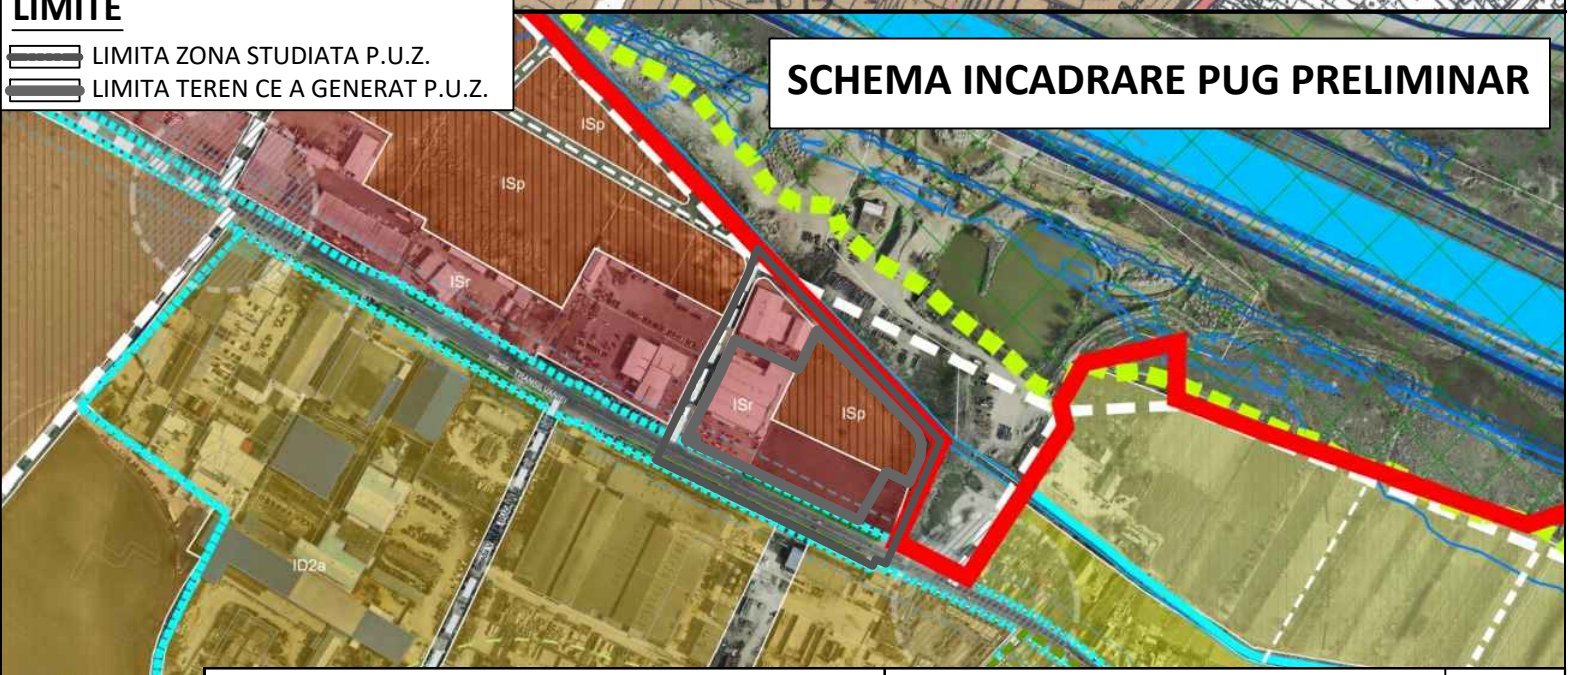 LIMITE
LIMITA ZONA STUDIATA P.U.Z.
LIMITA TEREN CE A GENERAT P.U.Z.
SCHEMA INCADRARE PUG PRELIMINAR
ISp
ISp
ISr
ISr
ISp
ID2a